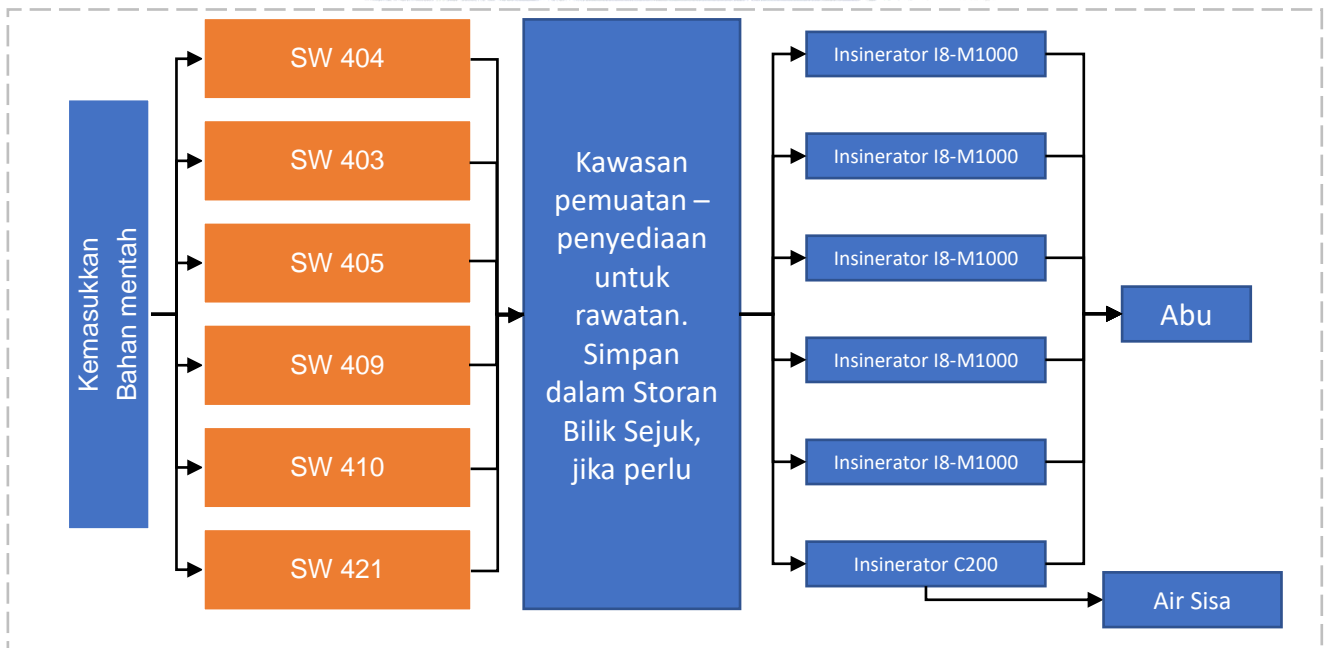 Kemasukkan
Bahan mentah
SW 404
SW 403
SW 405
SW 409
SW 410
SW 421
Kawasan
pemuatan –
penyediaan
untuk
rawatan.
Simpan
dalam Storan
Bilik Sejuk,
jika perlu
Insinerator I8-M1000
Insinerator I8-M1000
Insinerator I8-M1000
Insinerator I8-M1000
Insinerator I8-M1000
Insinerator C200
Abu
Air Sisa